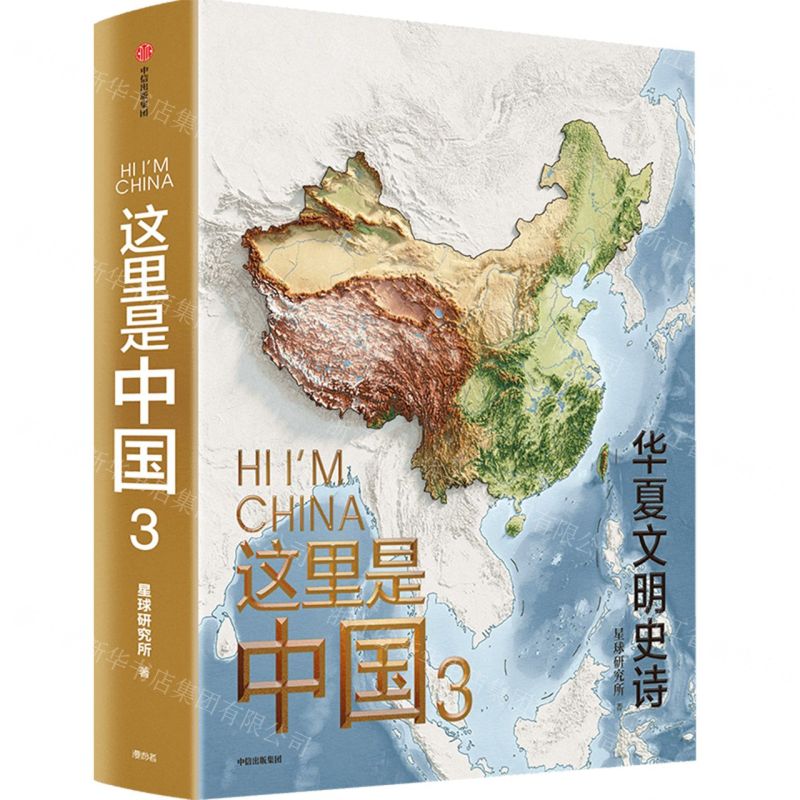 中信出版集团
HI I'M
CHINA
这里是中国3
星球研究所 著
HI I'M
CHINA
这里是
中国3
中信出版集团
华夏文明史诗
星球研究所 著